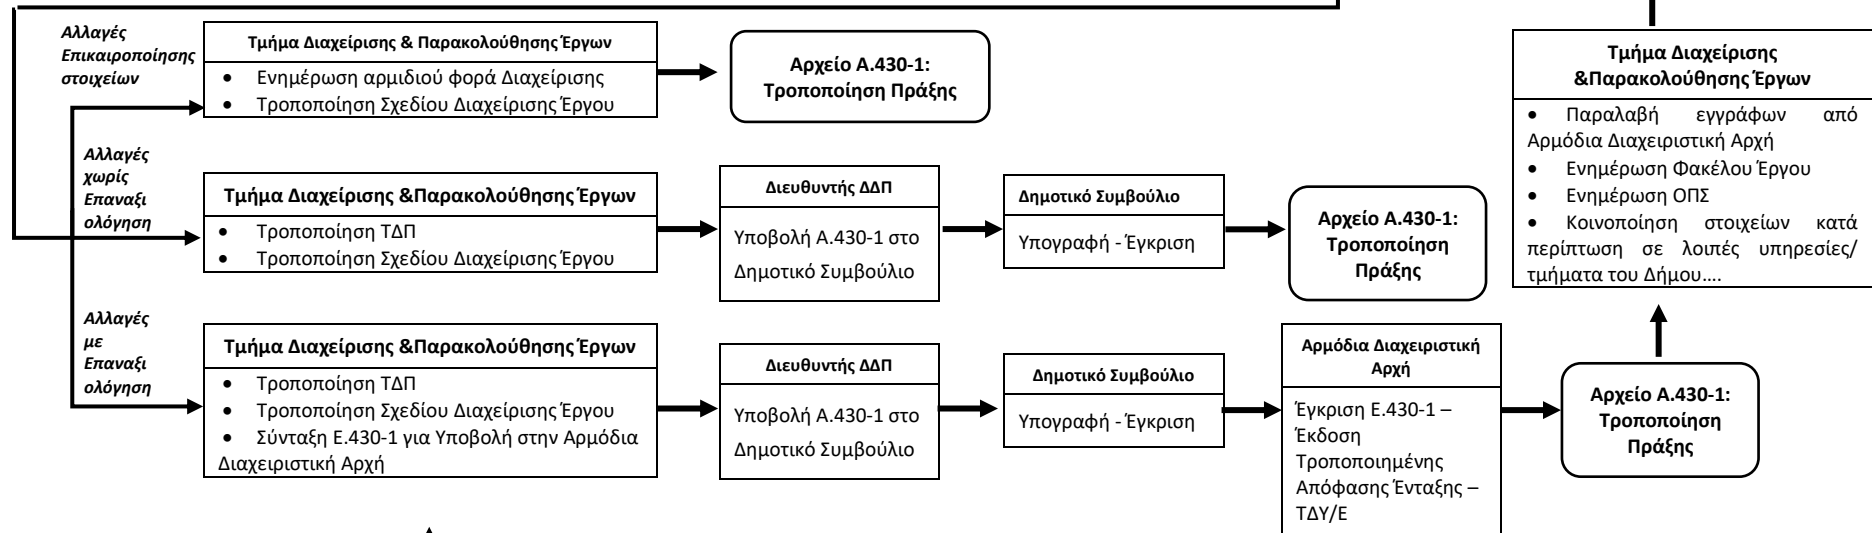 Αλλαγές
Επικαιροποίησης
στοιχείων
Τμήμα Διαχείρισης & Παρακολούθησης Έργων
• Ενημέρωση αρμιδιού φορά Διαχείρισης
• Τροποποίηση Σχεδίου Διαχείρισης Έργου
Αρχείο Α.430-1:
Τροποποίηση Πράξης
Τμήμα Διαχείρισης
&Παρακολούθησης Έργων
• Παραλαβή εγγράφων από
Αρμόδια Διαχειριστική Αρχή
• Ενημέρωση Φακέλου Έργου
• Ενημέρωση ΟΠΣ
• Κοινοποίηση στοιχείων κατά
περίπτωση σε λοιπές υπηρεσίες/
τμήματα του Δήμου....
Αλλαγές
χωρίς
Επαναξι
ολόγηση
Τμήμα Διαχείρισης &Παρακολούθησης Έργων
• Τροποποίηση ΤΔΠ
• Τροποποίηση Σχεδίου Διαχείρισης Έργου
Διευθυντής ΔΔΠ
Υποβολή Α.430-1 στο
Δημοτικό Συμβούλιο
Δημοτικό Συμβούλιο
Υπογραφή - Έγκριση
Αρχείο Α.430-1:
Τροποποίηση
Πράξης
Αλλαγές
με
Επαναξι
ολόγηση
Τμήμα Διαχείρισης &Παρακολούθησης Έργων
• Τροποποίηση ΤΔΠ
• Τροποποίηση Σχεδίου Διαχείρισης Έργου
• Σύνταξη Ε.430-1 για Υποβολή στην Αρμόδια
Διαχειριστική Αρχή
Διευθυντής ΔΔΠ
Υποβολή Α.430-1 στο
Δημοτικό Συμβούλιο
Δημοτικό Συμβούλιο
Υπογραφή - Έγκριση
Αρμόδια Διαχειριστική
Αρχή
Έγκριση Ε.430-1 –
Έκδοση
Τροποποιημένης
Απόφασης Ένταξης –
ΤΔΥ/Ε
Αρχείο Α.430-1:
Τροποποίηση
Πράξης